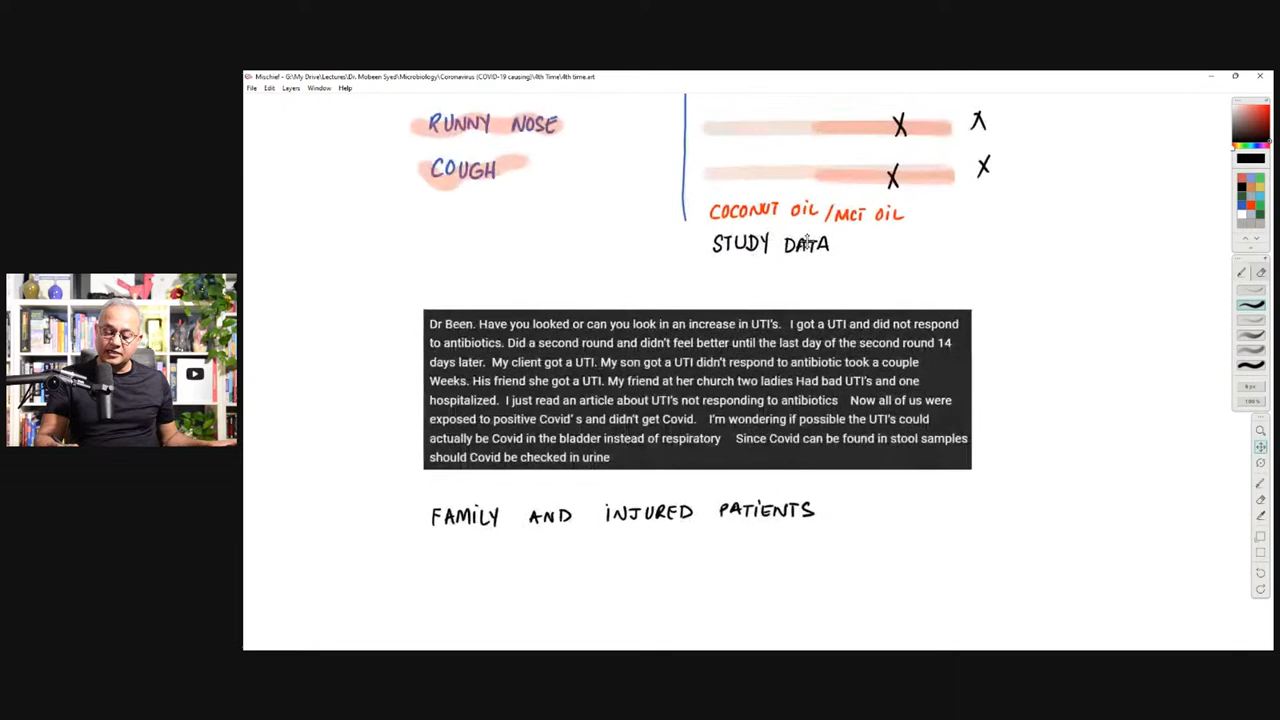 Mischief - G:\My Drive\Lectures\Dr. Mobeen Syed\Microbiology\Coronavirus (COVID-19 causing)\4th Time\4th time.art
File Edit Layers Window Help
RUNNY NOSE X X
COUGH X X
COCONUT OIL / MCT OIL
STUDY DATA
Dr Been. Have you looked or can you look in an increase in UTI's. I got a UTI and did not respond
to antibiotics. Did a second round and didn't feel better until the last day of the second round 14
days later. My client got a UTI. My son got a UTI didn't respond to antibiotic took a couple
Weeks. His friend she got a UTI. My friend at her church two ladies Had bad UTI's and one
hospitalized. I just read an article about UTI's not responding to antibiotics Now all of us were
exposed to positive Covid' s and didn't get Covid. I'm wondering if possible the UTI's could
actually be Covid in the bladder instead of respiratory Since Covid can be found in stool samples
should Covid be checked in urine
FAMILY AND INJURED PATIENTS